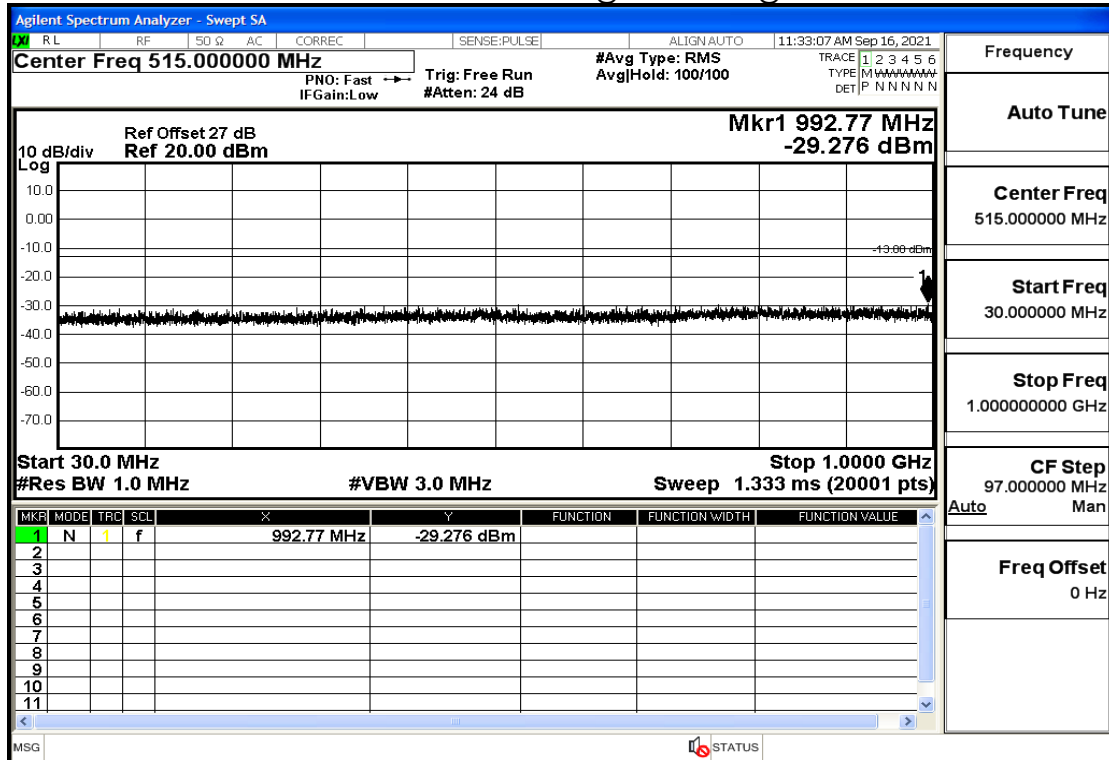 Agilent Spectrum Analyzer - Swept SA
LXI RL RF 50 Ω AC CORREC SENSE:PULSE ALIGN AUTO 11:33:07 AM Sep 16, 2021
Center Freq 515.000000 MHz #Avg Type: RMS TRACE 1 2 3 4 5 6
PNO: Fast Trig: Free Run Avg|Hold: 100/100 TYPE M WWWWW
IFGain:Low #Atten: 24 dB DET P N N N N N
Mkr1 992.77 MHz
Ref Offset 27 dB
10 dB/div Ref 20.00 dBm -29.276 dBm
Log
10.0
0.00
-10.0
-13.00 dBm
-20.0
1
-30.0
-40.0
-50.0
-60.0
-70.0
Start 30.0 MHz Stop 1.0000 GHz
#Res BW 1.0 MHz #VBW 3.0 MHz Sweep 1.333 ms (20001 pts)
MKR MODE TRC SCL X Y FUNCTION FUNCTION WIDTH FUNCTION VALUE
1 N 1 f 992.77 MHz -29.276 dBm
2
3
4
5
6
7
8
9
10
11
MSG STATUS
Frequency
Auto Tune
Center Freq
515.000000 MHz
Start Freq
30.000000 MHz
Stop Freq
1.000000000 GHz
CF Step
97.000000 MHz
Auto Man
Freq Offset
0 Hz